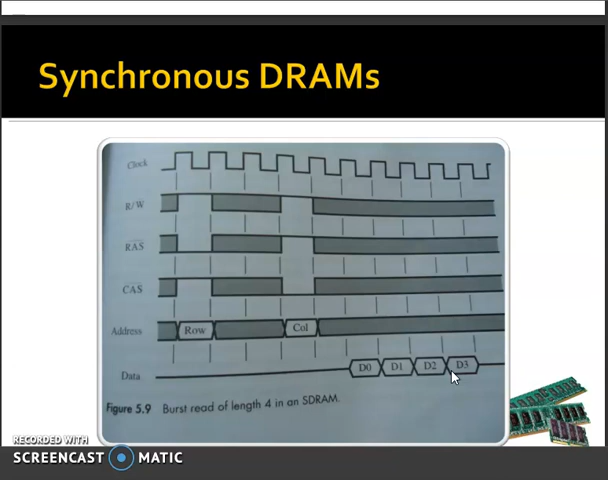 Synchronous DRAMs
Clock
R/W
RAS
CAS
Address
Row
Col
Data
D0
D1
D2
D3
Figure 5.9 Burst read of length 4 in an SDRAM.
RECORDED WITH
SCREENCAST MATIC